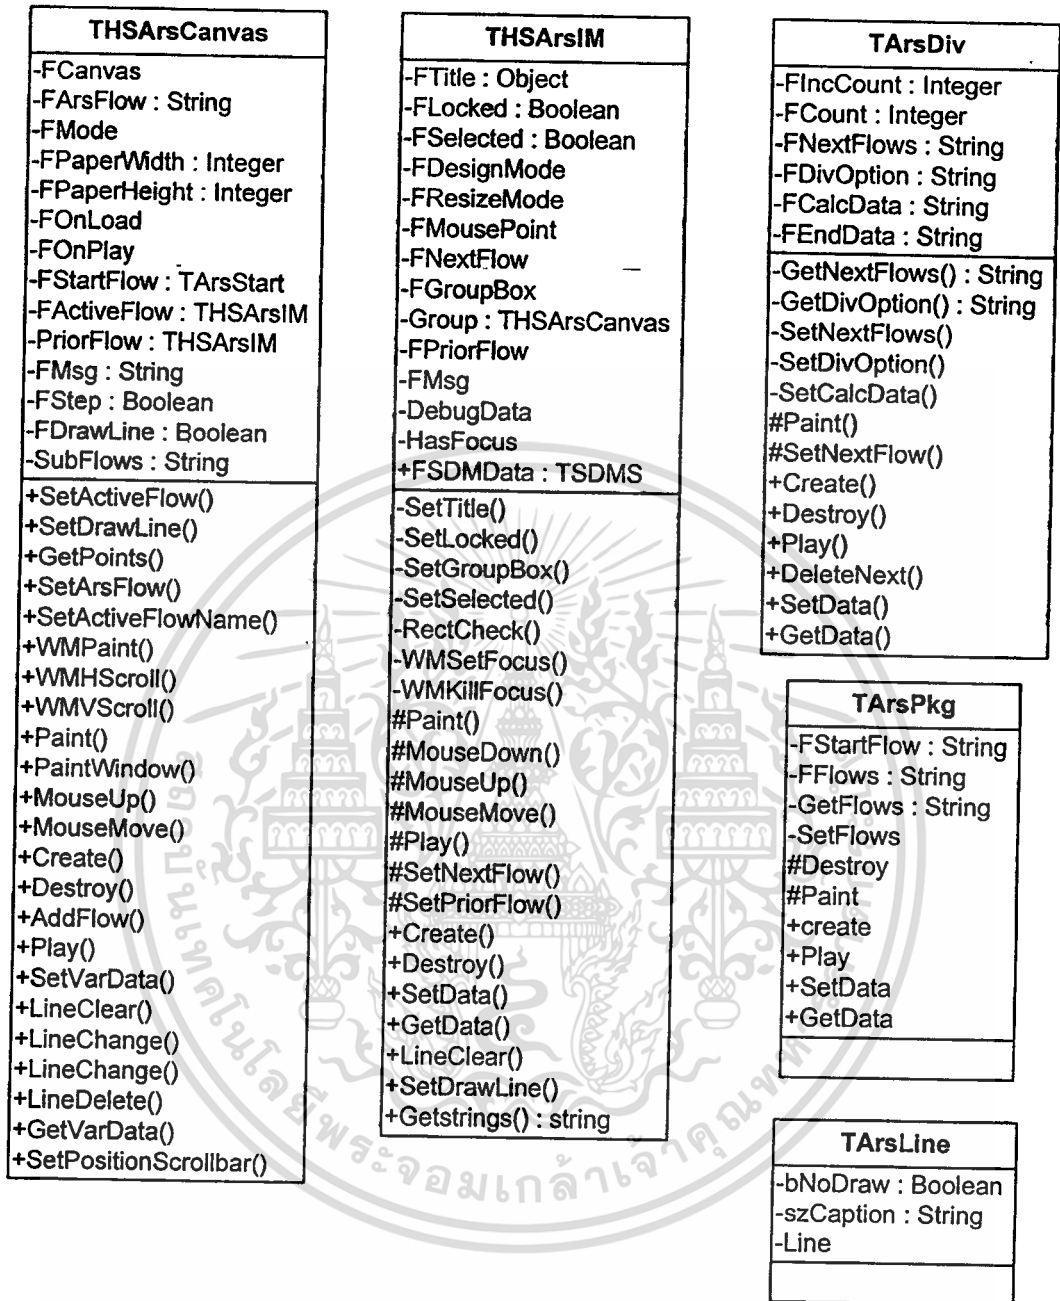 THSArsCanvas
-FCanvas
-FArsFlow : String
-FMode
-FPaperWidth : Integer
-FPaperHeight : Integer
-FOnLoad
-FOnPlay
-FStartFlow : TArsStart
-FActiveFlow : THSArsIM
-PriorFlow : THSArsIM
-FMsg : String
-FStep : Boolean
-FDrawLine : Boolean
-SubFlows : String
+SetActiveFlow()
+SetDrawLine()
+GetPoints()
+SetArsFlow()
+SetActiveFlowName()
+WMPaint()
+WMHScroll()
+WMVScroll()
+Paint()
+PaintWindow()
+MouseUp()
+MouseMove()
+Create()
+Destroy()
+AddFlow()
+Play()
+SetVarData()
+LineClear()
+LineChange()
+LineChange()
+LineDelete()
+GetVarData()
+SetPositionScrollbar()
THSArsIM
-FTitle : Object
-FLocked : Boolean
-FSelected : Boolean
-FDesignMode
-FResizeMode
-FMousePoint
-FNextFlow
-FGroupBox
-Group : THSArsCanvas
-FPriorFlow
-FMsg
-DebugData
-HasFocus
+FSDMData : TSDMS
-SetTitle()
-SetLocked()
-SetGroupBox()
-SetSelected()
-RectCheck()
-WMSetFocus()
-WMKillFocus()
#Paint()
#MouseDown()
#MouseUp()
#MouseMove()
#Play()
#SetNextFlow()
#SetPriorFlow()
+Create()
+Destroy()
+SetData()
+GetData()
+LineClear()
+SetDrawLine()
+Getstrings() : string
TArsDiv
-FIncCount : Integer
-FCount : Integer
-FNextFlows : String
-FDivOption : String
-FCalcData : String
-FEndData : String
-GetNextFlows() : String
-GetDivOption() : String
-SetNextFlows()
-SetDivOption()
-SetCalcData()
#Paint()
#SetNextFlow()
+Create()
+Destroy()
+Play()
+DeleteNext()
+SetData()
+GetData()
TArsPkg
-FStartFlow : String
-FFlows : String
-GetFlows : String
-SetFlows
#Destroy
#Paint
+create
+Play
+SetData
+GetData
TArsLine
-bNoDraw : Boolean
-szCaption : String
-Line